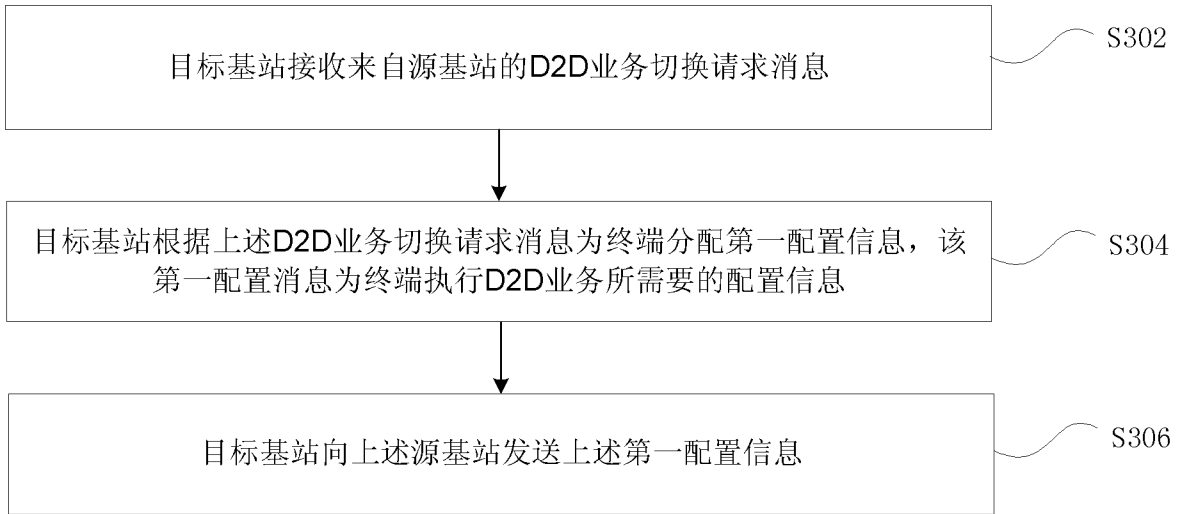 目标基站接收来自源基站的D2D业务切换请求消息
S302
目标基站根据上述D2D业务切换请求消息为终端分配第一配置信息，该
第一配置消息为终端执行D2D业务所需要的配置信息
S304
目标基站向上述源基站发送上述第一配置信息
S306